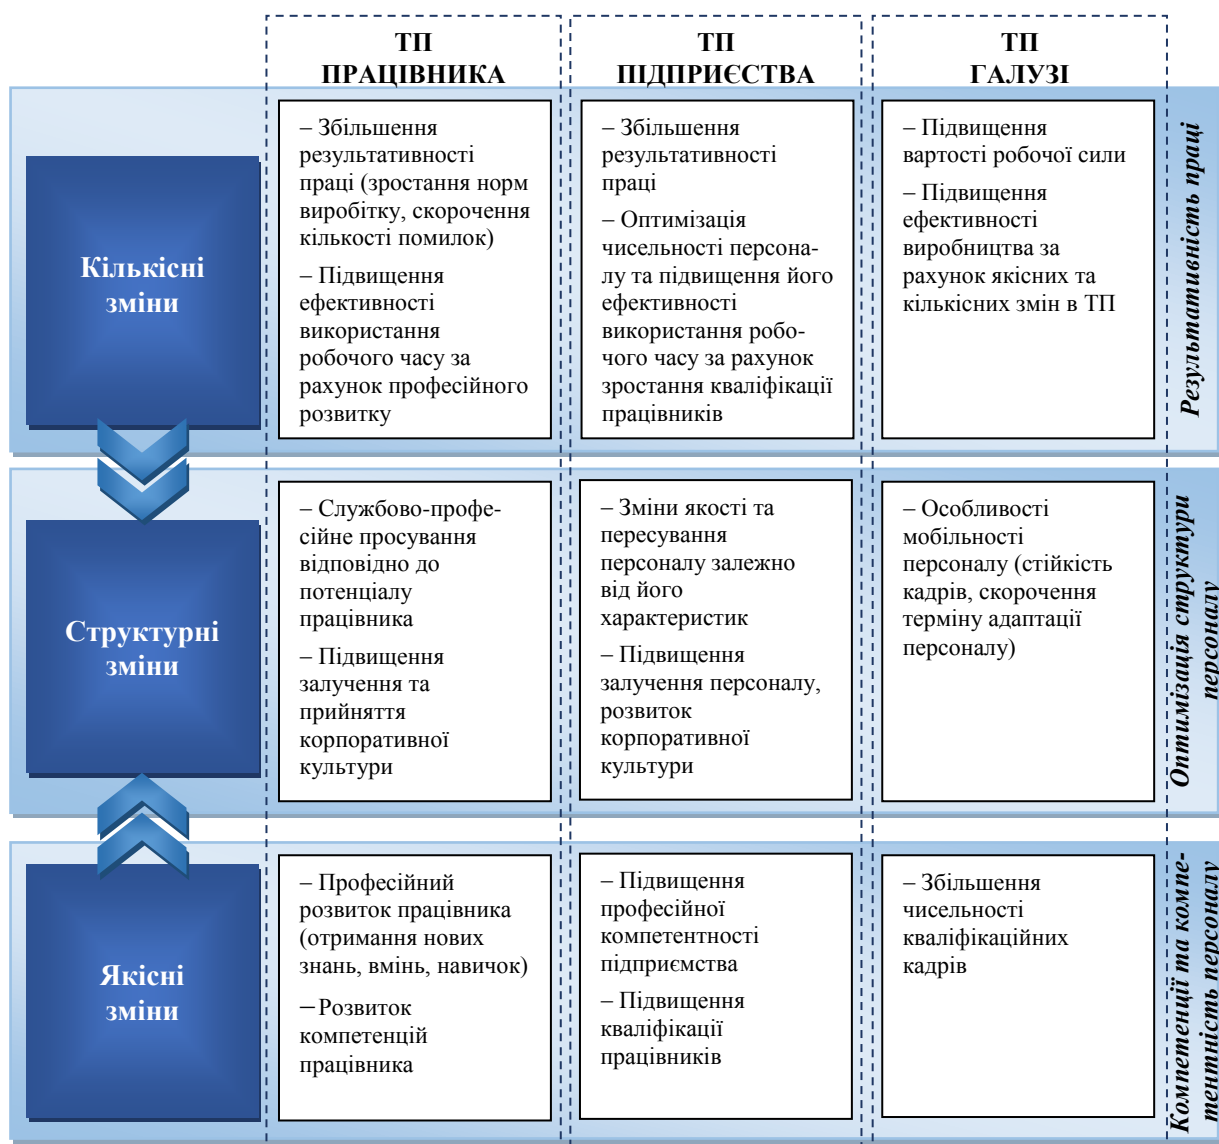 ТП
ПРАЦІВНИКА
ТП
ПІДПРИЄСТВА
ТП
ГАЛУЗІ
Кількісні
зміни
– Збільшення
результативності
праці (зростання норм
виробітку, скорочення
кількості помилок)
– Підвищення
ефективності
використання
робочого часу за
рахунок професійного
розвитку
– Збільшення
результативності
праці
– Оптимізація
чисельності персона-
лу та підвищення його
ефективності
використання робо-
чого часу за рахунок
зростання кваліфікації
працівників
– Підвищення
вартості робочої сили
– Підвищення
ефективності
виробництва за
рахунок якісних та
кількісних змін в ТП
Результативність праці
Структурні
зміни
– Службово-профе-
сійне просування
відповідно до
потенціалу
працівника
– Підвищення
залучення та
прийняття
корпоративної
культури
– Зміни якості та
пересування
персоналу залежно
від його
характеристик
– Підвищення
залучення персоналу,
розвиток
корпоративної
культури
– Особливості
мобільності
персоналу (стійкість
кадрів, скорочення
терміну адаптації
персоналу)
Оптимізація структури
персоналу
Якісні
зміни
– Професійний
розвиток працівника
(отримання нових
знань, вмінь, навичок)
– Розвиток
компетенцій
працівника
– Підвищення
професійної
компетентності
підприємства
– Підвищення
кваліфікації
працівників
– Збільшення
чисельності
кваліфікаційних
кадрів
Компетенції та компе-
тентність персоналу